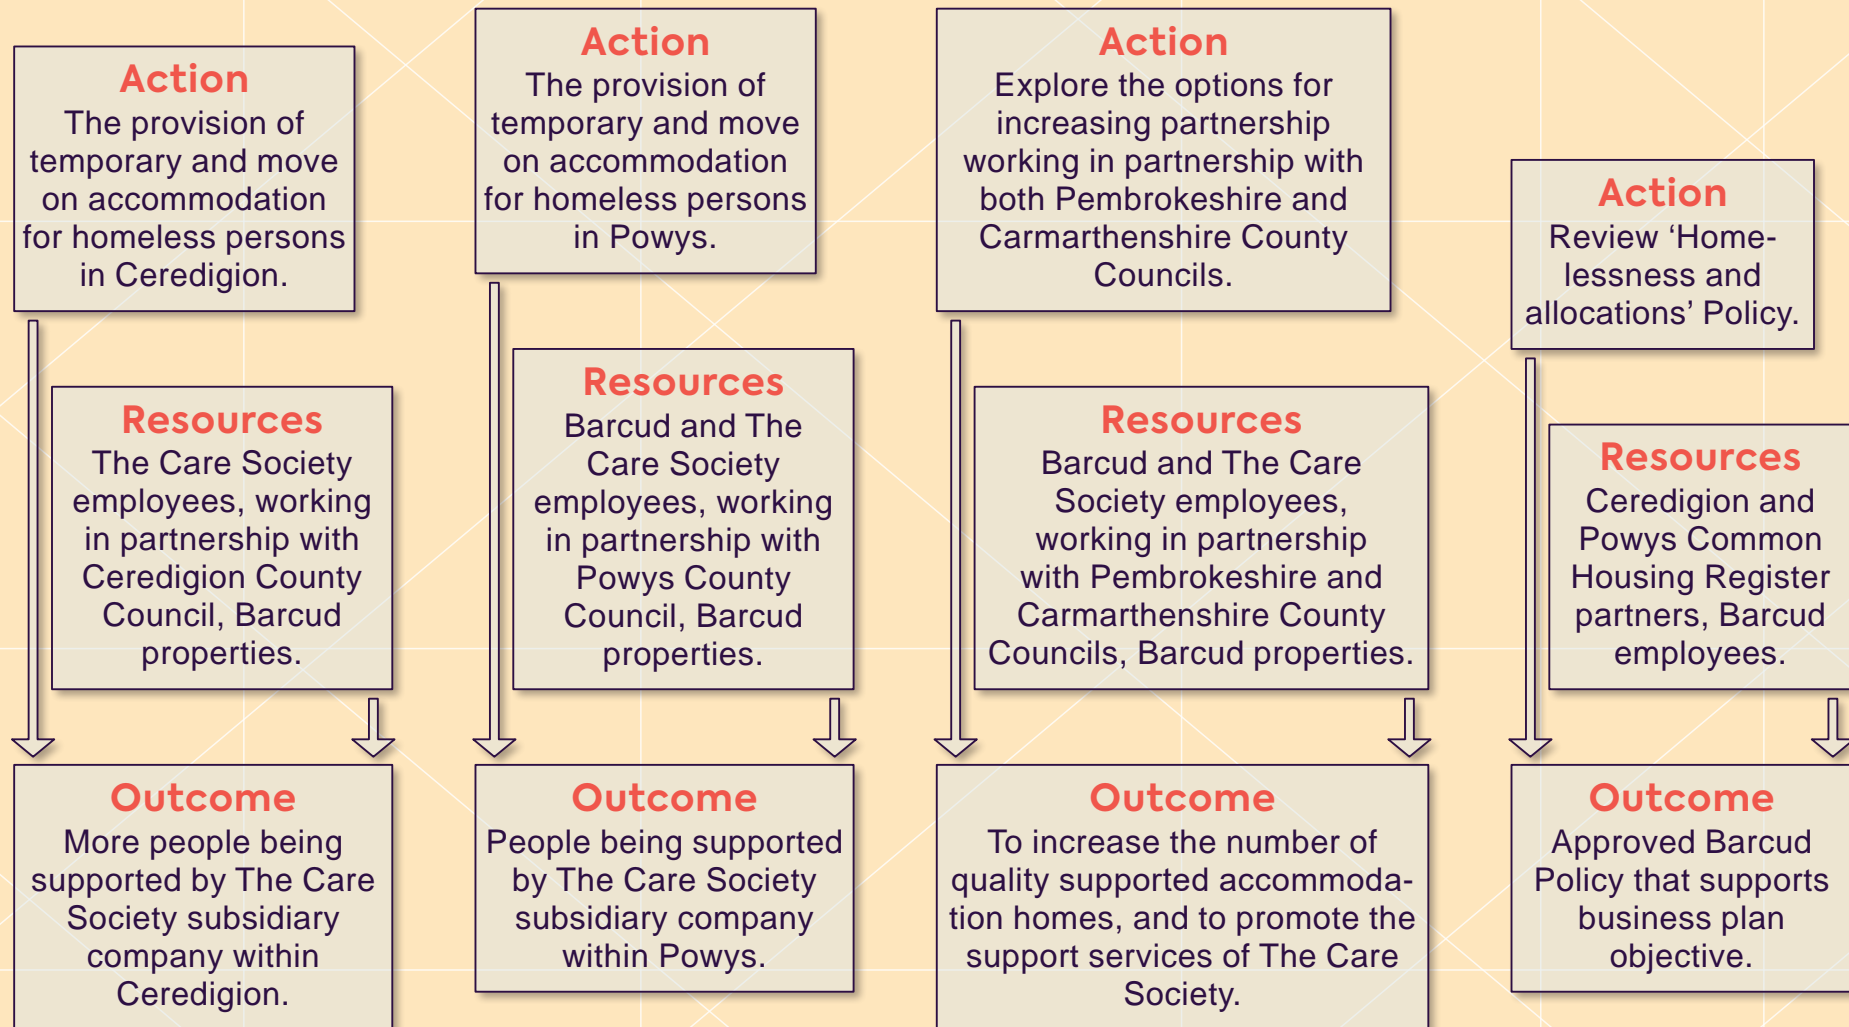 Action
The provision of
temporary and move
on accommodation
for homeless persons
in Ceredigion.
Resources
The Care Society
employees, working
in partnership with
Ceredigion County
Council, Barcud
properties.
Outcome
More people being
supported by The Care
Society subsidiary
company within
Ceredigion.
Action
The provision of
temporary and move
on accommodation
for homeless persons
in Powys.
Resources
Barcud and The
Care Society
employees, working
in partnership with
Powys County
Council, Barcud
properties.
Outcome
People being supported
by The Care Society
subsidiary company
within Powys.
Action
Explore the options for
increasing partnership
working in partnership with
both Pembrokeshire and
Carmarthenshire County
Councils.
Resources
Barcud and The Care
Society employees,
working in partnership
with Pembrokeshire and
Carmarthenshire County
Councils, Barcud properties.
Outcome
To increase the number of
quality supported accommoda-
tion homes, and to promote the
support services of The Care
Society.
Action
Review ‘Home-
lessness and
allocations’ Policy.
Resources
Ceredigion and
Powys Common
Housing Register
partners, Barcud
employees.
Outcome
Approved Barcud
Policy that supports
business plan
objective.